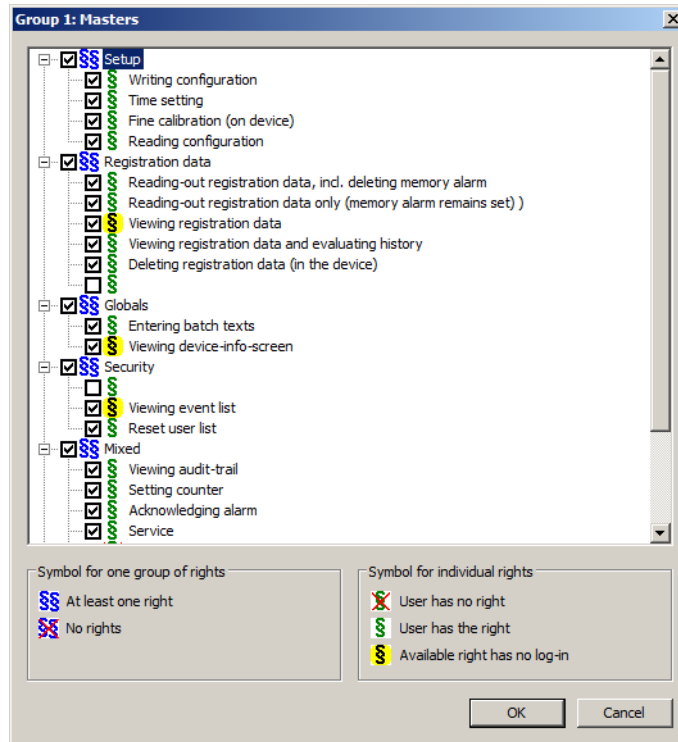 Group 1: Masters
§§ Setup
§ Writing configuration
§ Time setting
§ Fine calibration (on device)
§ Reading configuration
§§ Registration data
§ Reading-out registration data, incl. deleting memory alarm
§ Reading-out registration data only (memory alarm remains set) )
§ Viewing registration data
§ Viewing registration data and evaluating history
§ Deleting registration data (in the device)
§
§§ Globals
§ Entering batch texts
§ Viewing device-info-screen
§§ Security
§
§ Viewing event list
§ Reset user list
§§ Mixed
§ Viewing audit-trail
§ Setting counter
§ Acknowledging alarm
§ Service
Symbol for one group of rights
§§ At least one right
§§ No rights
Symbol for individual rights
§ User has no right
§ User has the right
§ Available right has no log-in
OK
Cancel